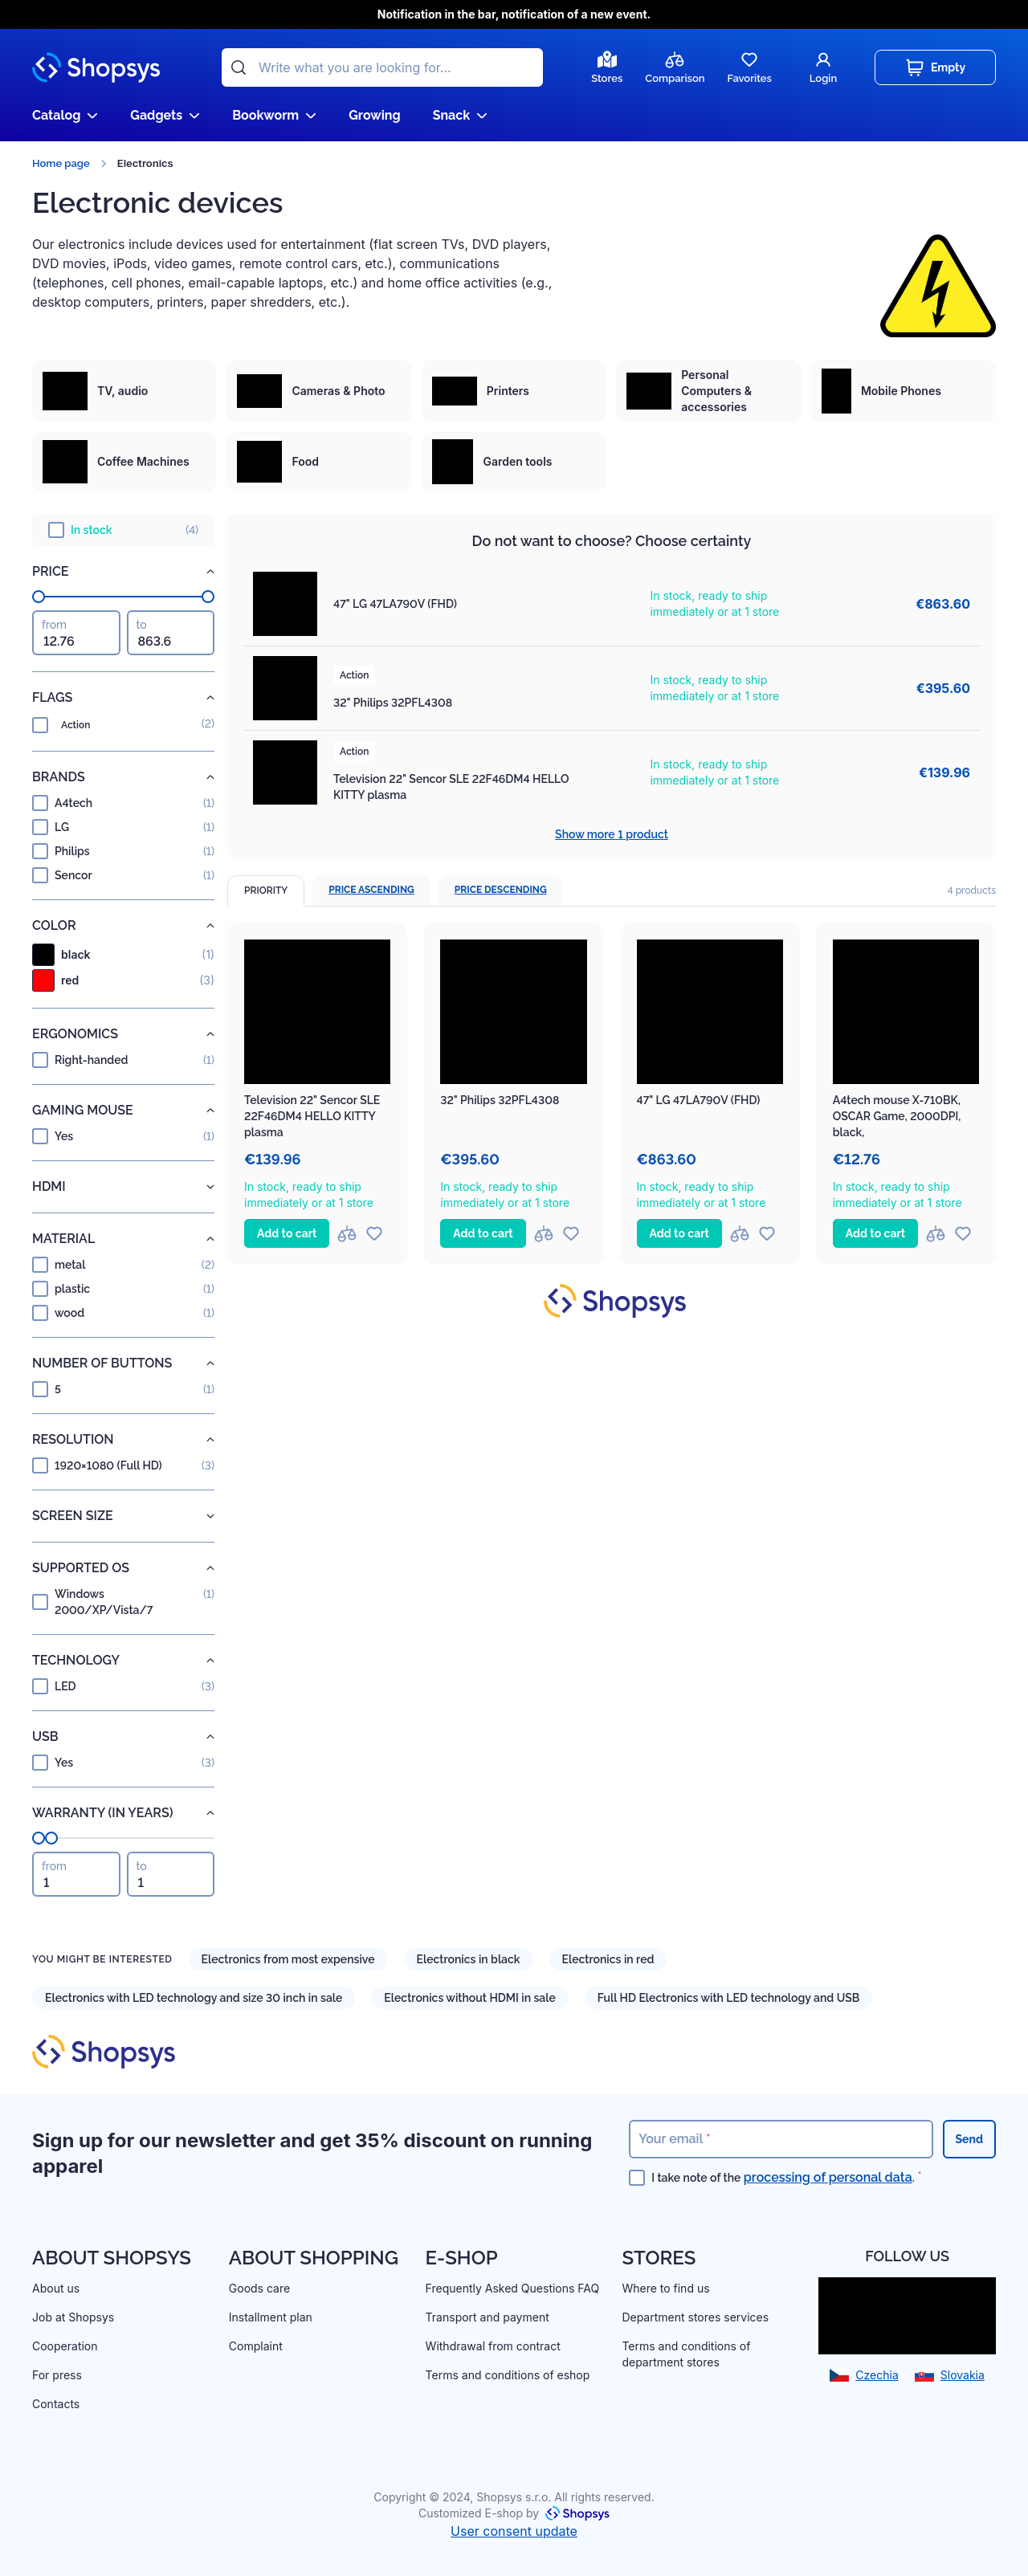 Notification in the bar, notification of a new event.
Shopsys
Write what you are looking for...
Stores
Comparison
Favorites
Login
Empty
Catalog
Gadgets
Bookworm
Growing
Snack
Home page
Electronics
Electronic devices
Our electronics include devices used for entertainment (flat screen TVs, DVD players,
DVD movies, iPods, video games, remote control cars, etc.), communications
(telephones, cell phones, email-capable laptops, etc.) and home office activities (e.g.,
desktop computers, printers, paper shredders, etc.).
TV, audio
Cameras & Photo
Printers
Personal
Computers &
accessories
Mobile Phones
Coffee Machines
Food
Garden tools
In stock (4)
PRICE
from
12.76
to
863.6
FLAGS
Action (2)
BRANDS
A4tech (1)
LG (1)
Philips (1)
Sencor (1)
COLOR
black (1)
red (3)
ERGONOMICS
Right-handed (1)
GAMING MOUSE
Yes (1)
HDMI
MATERIAL
metal (2)
plastic (1)
wood (1)
NUMBER OF BUTTONS
5 (1)
RESOLUTION
1920×1080 (Full HD) (3)
SCREEN SIZE
SUPPORTED OS
Windows (1)
2000/XP/Vista/7
TECHNOLOGY
LED (3)
USB
Yes (3)
WARRANTY (IN YEARS)
from
1
to
1
Do not want to choose? Choose certainty
47" LG 47LA790V (FHD)
In stock, ready to ship
immediately or at 1 store
€863.60
Action
32" Philips 32PFL4308
In stock, ready to ship
immediately or at 1 store
€395.60
Action
Television 22" Sencor SLE 22F46DM4 HELLO
KITTY plasma
In stock, ready to ship
immediately or at 1 store
€139.96
Show more 1 product
PRIORITY
PRICE ASCENDING
PRICE DESCENDING
4 products
Television 22" Sencor SLE
22F46DM4 HELLO KITTY
plasma
€139.96
In stock, ready to ship
immediately or at 1 store
Add to cart
32" Philips 32PFL4308
€395.60
In stock, ready to ship
immediately or at 1 store
Add to cart
47" LG 47LA790V (FHD)
€863.60
In stock, ready to ship
immediately or at 1 store
Add to cart
A4tech mouse X-710BK,
OSCAR Game, 2000DPI,
black,
€12.76
In stock, ready to ship
immediately or at 1 store
Add to cart
Shopsys
YOU MIGHT BE INTERESTED
Electronics from most expensive
Electronics in black
Electronics in red
Electronics with LED technology and size 30 inch in sale
Electronics without HDMI in sale
Full HD Electronics with LED technology and USB
Shopsys
Sign up for our newsletter and get 35% discount on running
apparel
Your email *
Send
I take note of the processing of personal data. *
ABOUT SHOPSYS
About us
Job at Shopsys
Cooperation
For press
Contacts
ABOUT SHOPPING
Goods care
Installment plan
Complaint
E-SHOP
Frequently Asked Questions FAQ
Transport and payment
Withdrawal from contract
Terms and conditions of eshop
STORES
Where to find us
Department stores services
Terms and conditions of
department stores
FOLLOW US
Czechia
Slovakia
Copyright © 2024, Shopsys s.r.o. All rights reserved.
Customized E-shop by Shopsys
User consent update